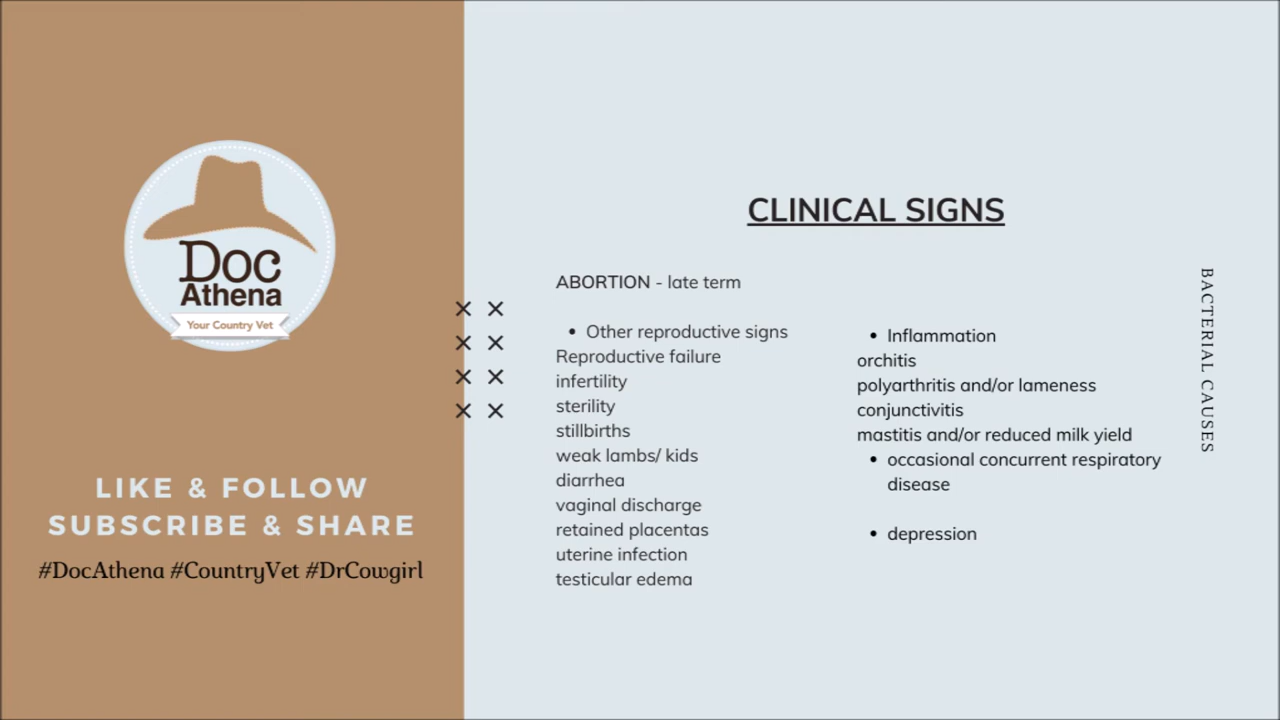 Doc
Athena
Your Country Vet
LIKE & FOLLOW
SUBSCRIBE & SHARE
#DocAthena #CountryVet #DrCowgirl
CLINICAL SIGNS
ABORTION - late term
• Other reproductive signs
Reproductive failure
infertility
sterility
stillbirths
weak lambs/ kids
diarrhea
vaginal discharge
retained placentas
uterine infection
testicular edema
• Inflammation
orchitis
polyarthritis and/or lameness
conjunctivitis
mastitis and/or reduced milk yield
• occasional concurrent respiratory
disease
• depression
BACTERIAL CAUSES